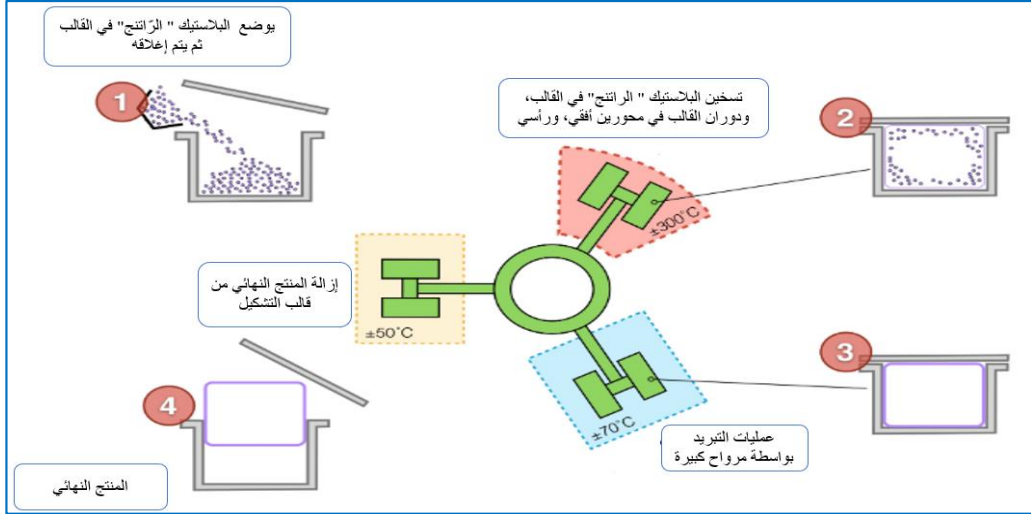 يوضع البلاستيك " الرّاتنج" في القالب
ثم يتم إغلاقه
1
تسخين البلاستيك " الراتنج" في القالب،
ودوران القالب في محورين أفقي، ورأسي
2
±300°C
إزالة المنتج النهائي من
قالب التشكيل
±50°C
3
±70°C
عمليات التبريد
بواسطة مرواح كبيرة
4
المنتج النهائي